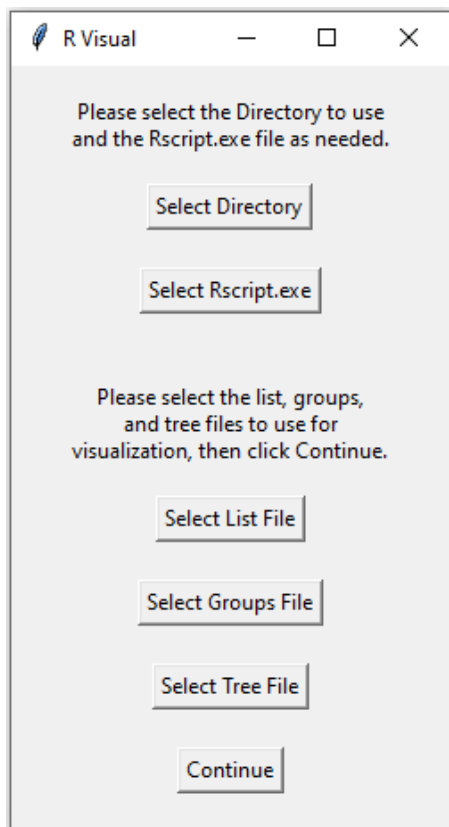 R Visual
Please select the Directory to use
and the Rscript.exe file as needed.
Select Directory
Select Rscript.exe
Please select the list, groups,
and tree files to use for
visualization, then click Continue.
Select List File
Select Groups File
Select Tree File
Continue